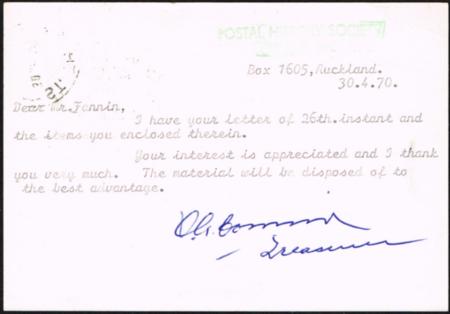 POSTAL HISTORY SOCIETY
Box 1605, Auckland.
30.4.70.
Dear Mr. Fannin,
I have your letter of 26th.instant and
the items you enclosed therein.
Your interest is appreciated and I thank
you very much. The material will be disposed of to
the best advantage.
Treasurer